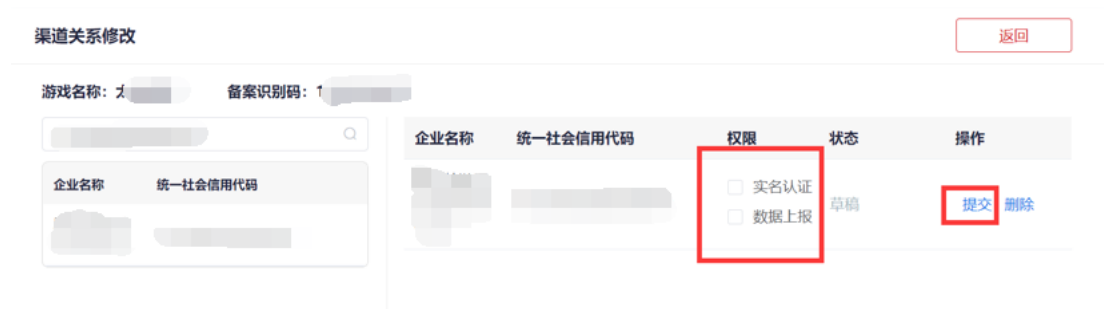 渠道关系修改
返回
游戏名称： 备案识别码：
企业名称 统一社会信用代码 权限 状态 操作
企业名称 统一社会信用代码
实名认证
数据上报
草稿
提交 删除